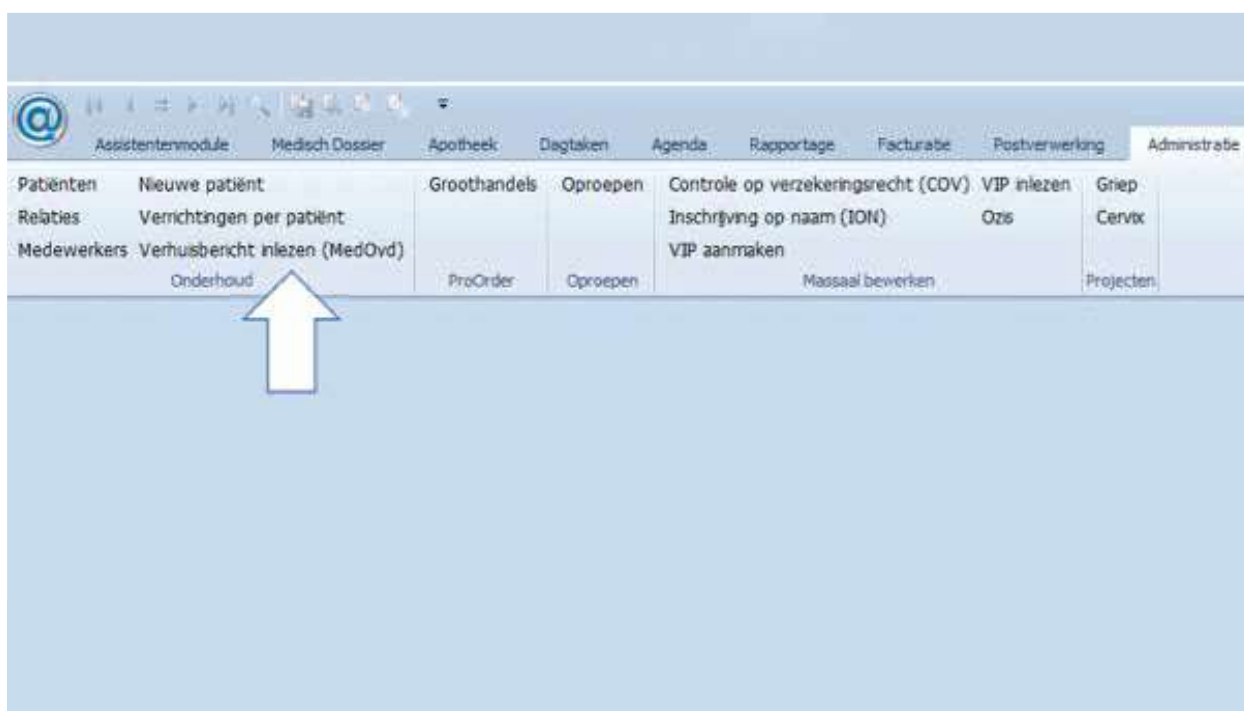 @
Assistentenmodule Medisch Dossier Apotheek Dagtaken Agenda Rapportage Facturatie Postverwerking Administratie
Patiënten Nieuwe patiënt Groothandels Oproepen Controle op verzekeringsrecht (COV) VIP inlezen Griep
Relaties Verrichtingen per patiënt Inschrijving op naam (ION) Ozis Cervix
Medewerkers Verhuisbericht inlezen (MedOvd) VIP aanmaken
Onderhoud ProOrder Oproepen Massaal bewerken Projecten